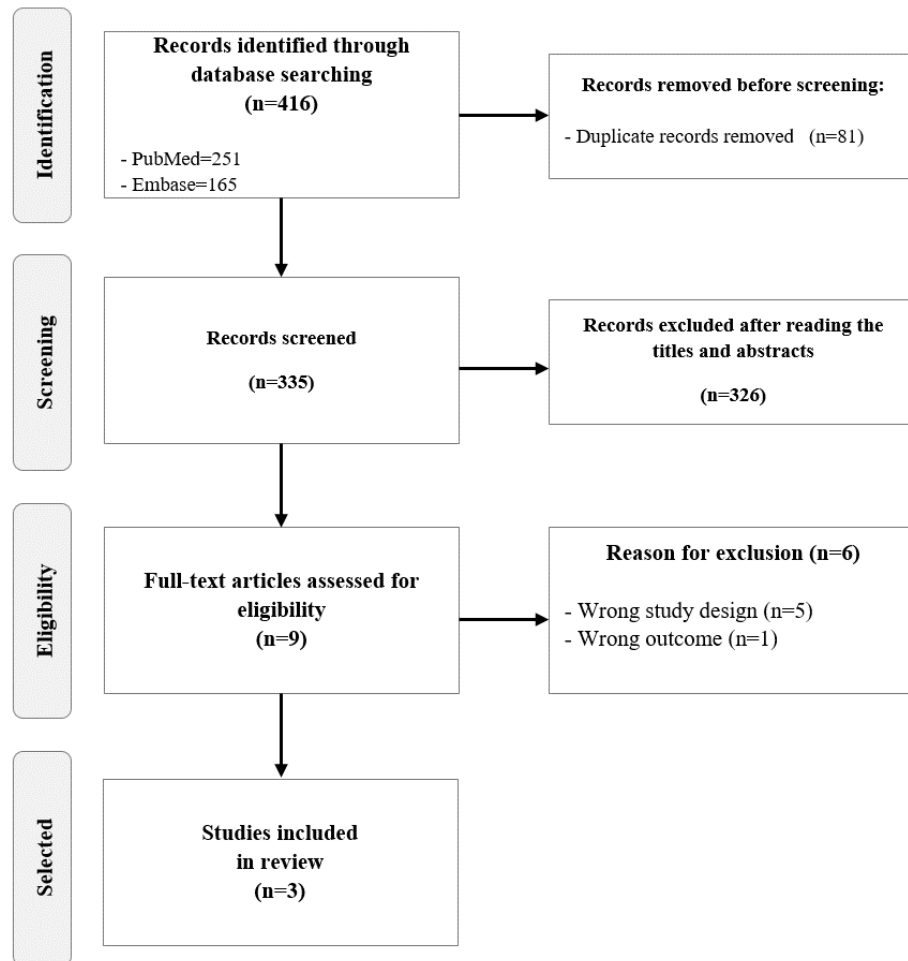 Identification
Records identified through
database searching
(n=416)
- PubMed=251
- Embase=165
Records removed before screening:
- Duplicate records removed (n=81)
Screening
Records screened
(n=335)
Records excluded after reading the
titles and abstracts
(n=326)
Eligibility
Full-text articles assessed for
eligibility
(n=9)
Reason for exclusion (n=6)
- Wrong study design (n=5)
- Wrong outcome (n=1)
Selected
Studies included
in review
(n=3)